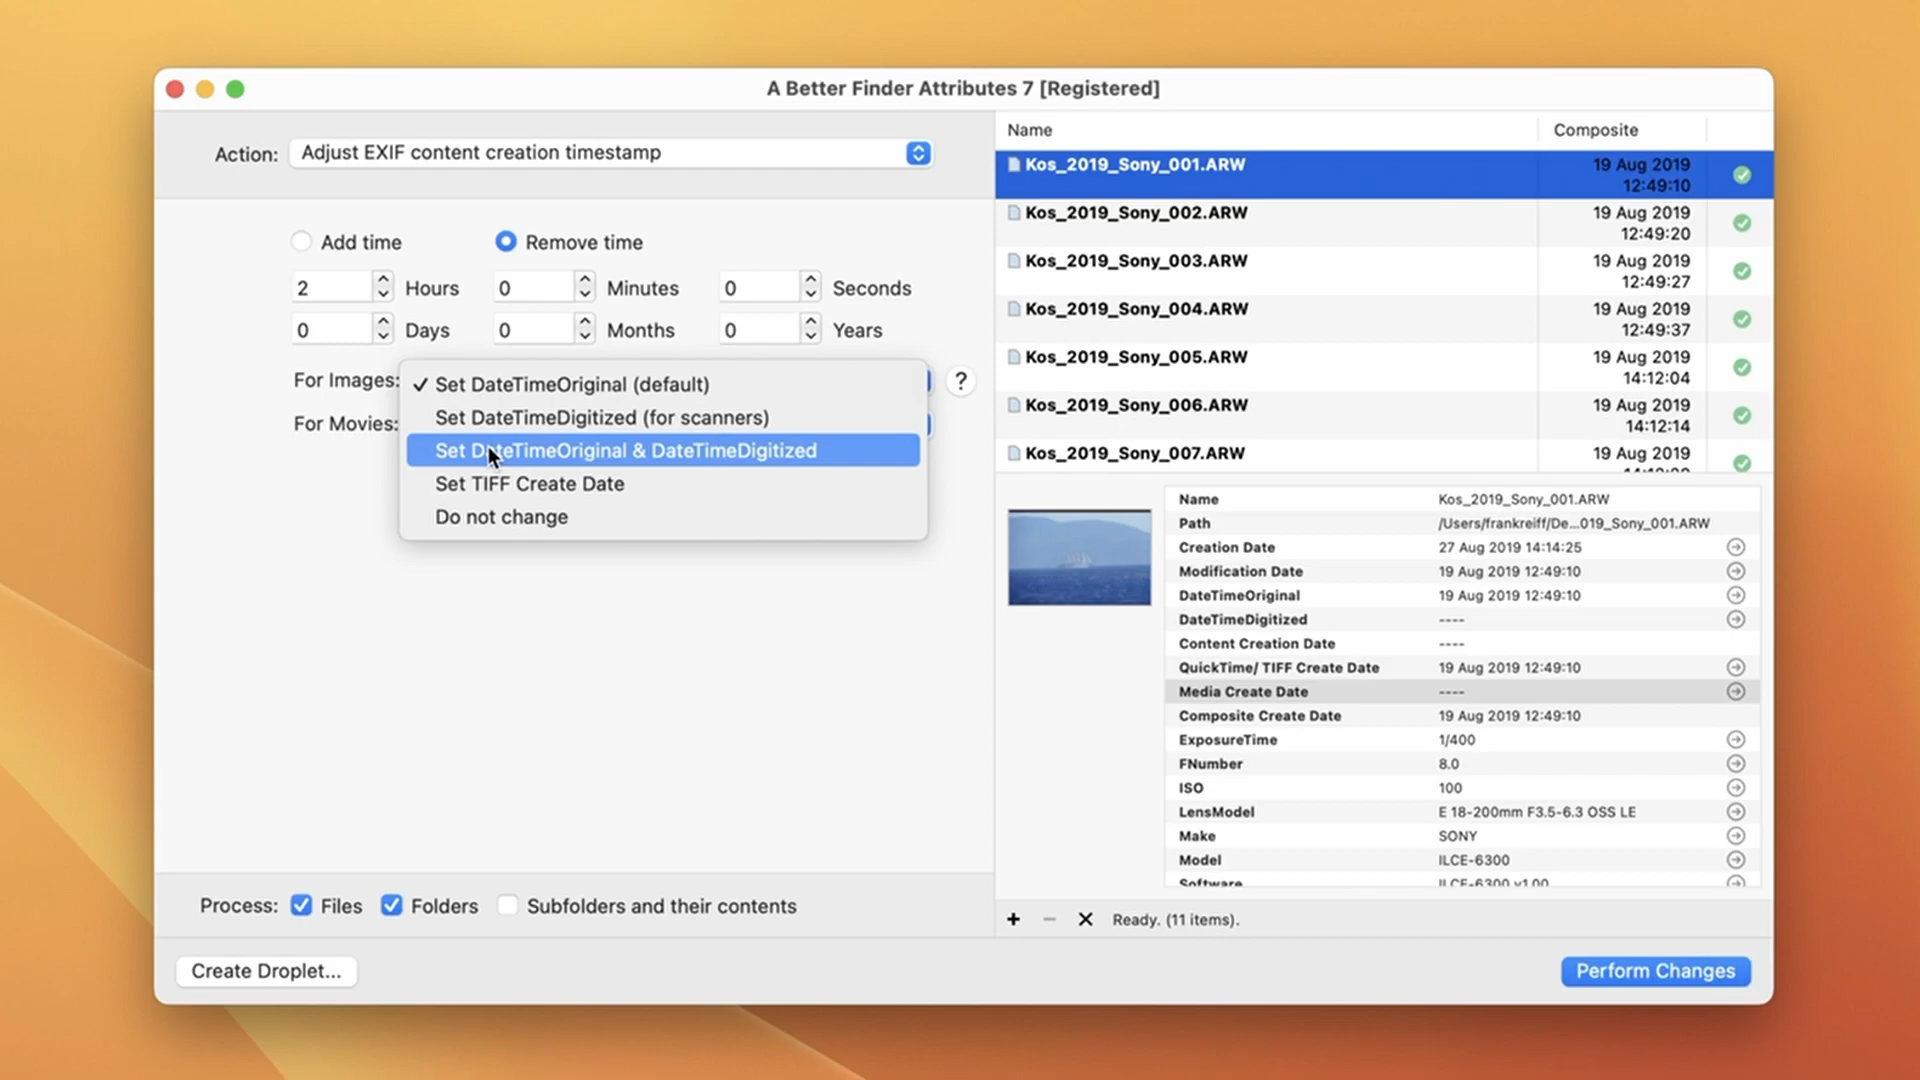 A Better Finder Attributes 7 [Registered]
Action: Adjust EXIF content creation timestamp
Add time Remove time
2 Hours 0 Minutes 0 Seconds
0 Days 0 Months 0 Years
For Images: ✓ Set DateTimeOriginal (default) ?
Set DateTimeDigitized (for scanners)
For Movies:
Set DateTimeOriginal & DateTimeDigitized
Set TIFF Create Date
Do not change
Process: Files Folders Subfolders and their contents
Create Droplet...
Name Composite
Kos_2019_Sony_001.ARW 19 Aug 2019
12:49:10
Kos_2019_Sony_002.ARW 19 Aug 2019
12:49:20
Kos_2019_Sony_003.ARW 19 Aug 2019
12:49:27
Kos_2019_Sony_004.ARW 19 Aug 2019
12:49:37
Kos_2019_Sony_005.ARW 19 Aug 2019
14:12:04
Kos_2019_Sony_006.ARW 19 Aug 2019
14:12:14
Kos_2019_Sony_007.ARW 19 Aug 2019
Name Kos_2019_Sony_001.ARW
Path /Users/frankreiff/De...019_Sony_001.ARW
Creation Date 27 Aug 2019 14:14:25
Modification Date 19 Aug 2019 12:49:10
DateTimeOriginal 19 Aug 2019 12:49:10
DateTimeDigitized ----
Content Creation Date ----
QuickTime/ TIFF Create Date 19 Aug 2019 12:49:10
Media Create Date ----
Composite Create Date 19 Aug 2019 12:49:10
ExposureTime 1/400
FNumber 8.0
ISO 100
LensModel E 18-200mm F3.5-6.3 OSS LE
Make SONY
Model ILCE-6300
Software ILCE-6300 v1.00
Ready. (11 items).
Perform Changes